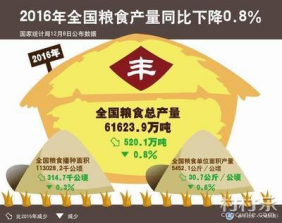 2016年全国粮食产量同比下降0.8%
国家统计局12月8日公布数据
2016年
丰
全国粮食总产量
61623.9万吨
520.1万吨
0.8%
全国粮食播种面积
113028.2千公顷
314.7千公顷
0.3%
全国粮食单位面积产量
5452.1公斤/公顷
30.7公斤/公顷
0.6%
比2015年减少
减少